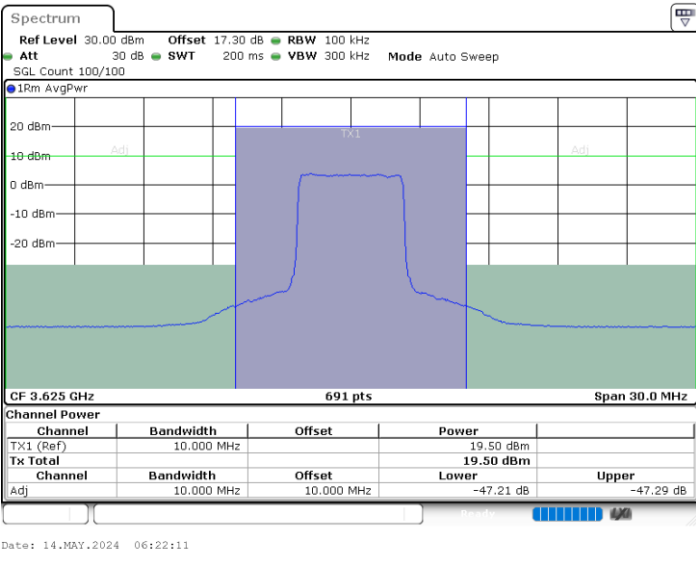 Spectrum
Ref Level 30.00 dBm Offset 17.30 dB RBW 100 kHz
Att 30 dB SWT 200 ms VBW 300 kHz Mode Auto Sweep
SGL Count 100/100
1Rm AvgPwr
20 dBm
TX1
Adj Adj
10 dBm
0 dBm
-10 dBm
-20 dBm
CF 3.625 GHz 691 pts Span 30.0 MHz
Channel Power
Channel Bandwidth Offset Power
TX1 (Ref) 10.000 MHz 19.50 dBm
Tx Total 19.50 dBm
Channel Bandwidth Offset Lower Upper
Adj 10.000 MHz 10.000 MHz -47.21 dB -47.29 dB
Ready
Date: 14.MAY.2024 06:22:11